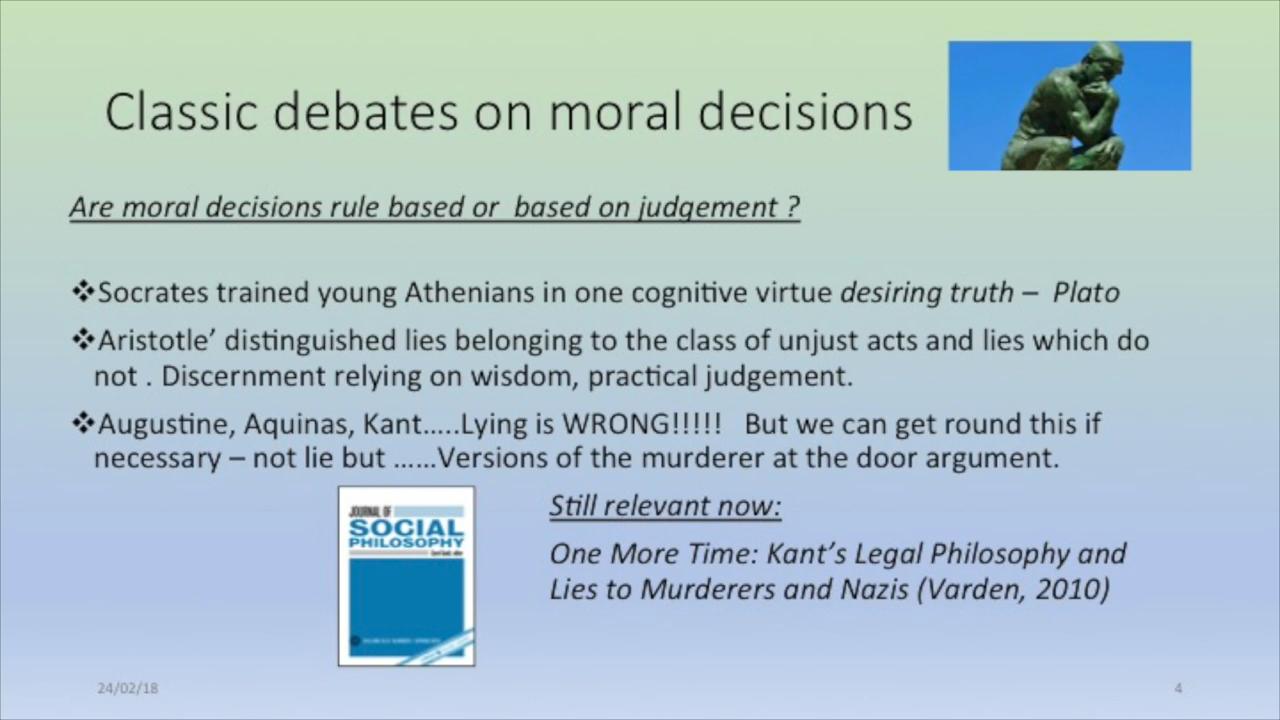 Classic debates on moral decisions
Are moral decisions rule based or based on judgement ?
❖Socrates trained young Athenians in one cognitive virtue desiring truth – Plato
❖Aristotle’ distinguished lies belonging to the class of unjust acts and lies which do
not . Discernment relying on wisdom, practical judgement.
❖Augustine, Aquinas, Kant…..Lying is WRONG!!!!! But we can get round this if
necessary – not lie but ……Versions of the murderer at the door argument.
JOURNAL OF
SOCIAL
PHILOSOPHY
Still relevant now:
One More Time: Kant’s Legal Philosophy and
Lies to Murderers and Nazis (Varden, 2010)
24/02/18
4